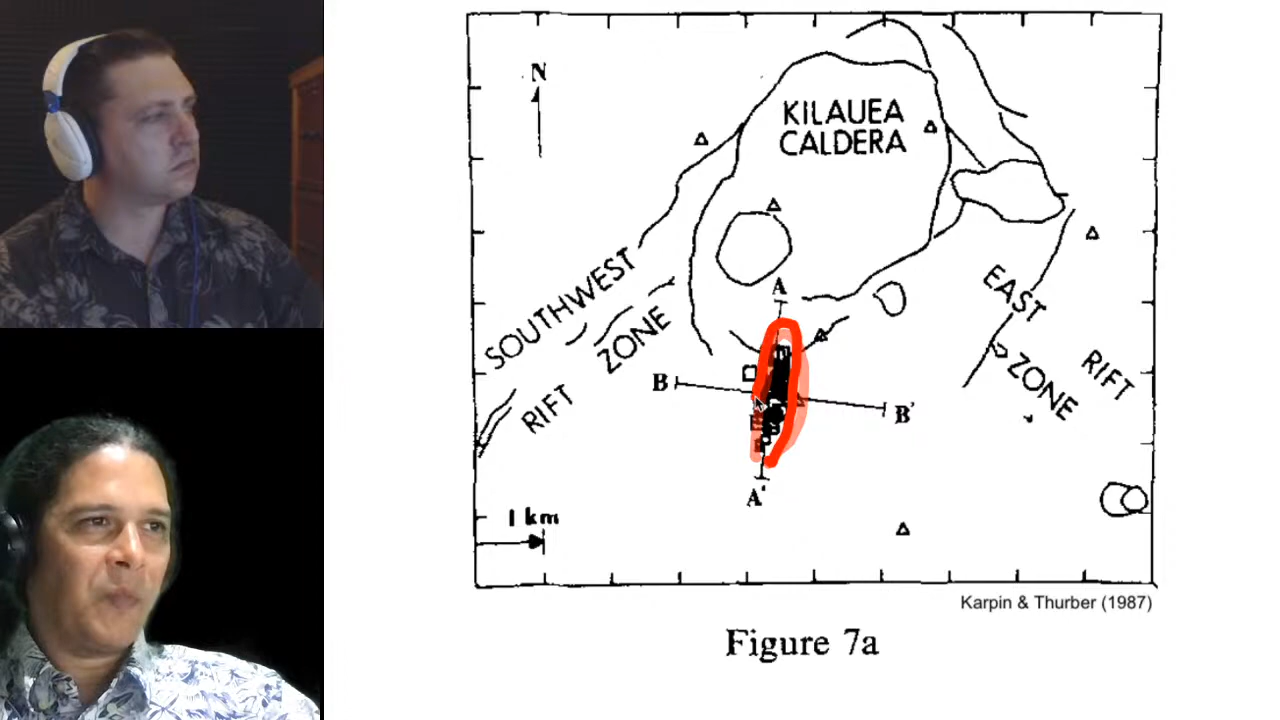 N
KILAUEA
CALDERA
SOUTHWEST
RIFT ZONE
EAST
RIFT ZONE
A
B
B'
A'
1 km
Karpin & Thurber (1987)
Figure 7a